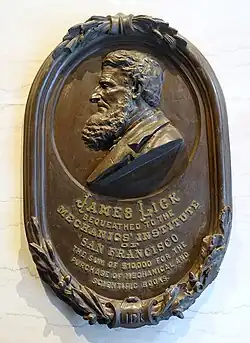 JAMES LICK
BEQUEATHED TO THE
MECHANICS' INSTITUTE
OF
SAN FRANCISCO
THE SUM OF $10000 FOR THE
PURCHASE OF MECHANICAL AND
SCIENTIFIC BOOKS.
LICK